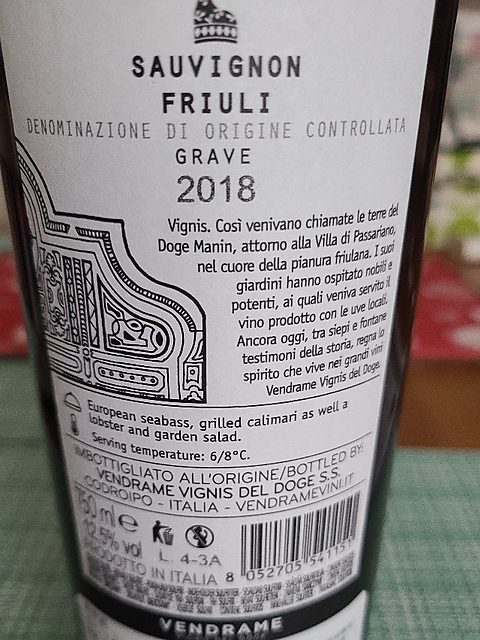 SAUVIGNON
FRIULI
DENOMINAZIONE DI ORIGINE CONTROLLATA
GRAVE
2018
Vignis. Così venivano chiamate le terre del
Doge Manin, attorno alla Villa di Passariano,
nel cuore della pianura friulana. I suoi
giardini hanno ospitato nobili e
potenti, ai quali veniva servito il
vino prodotto con le uve locali.
Ancora oggi, tra siepi e fontane
testimoni della storia, regna lo
spirito che vive nei grandi vini
Vendrame Vignis del Doge.
European seabass, grilled calimari as well a
lobster and garden salad.
Serving temperature: 6/8°C.
IMBOTTIGLIATO ALL'ORIGINE/BOTTLED BY:
VENDRAME VIGNIS DEL DOGE S.S.
CODROIPO - ITALIA - VENDRAMEVINI.IT
750 ml e
12.5% vol
L. 4-3A
PRODOTTO IN ITALIA
8 052705 541151
VENDRAME